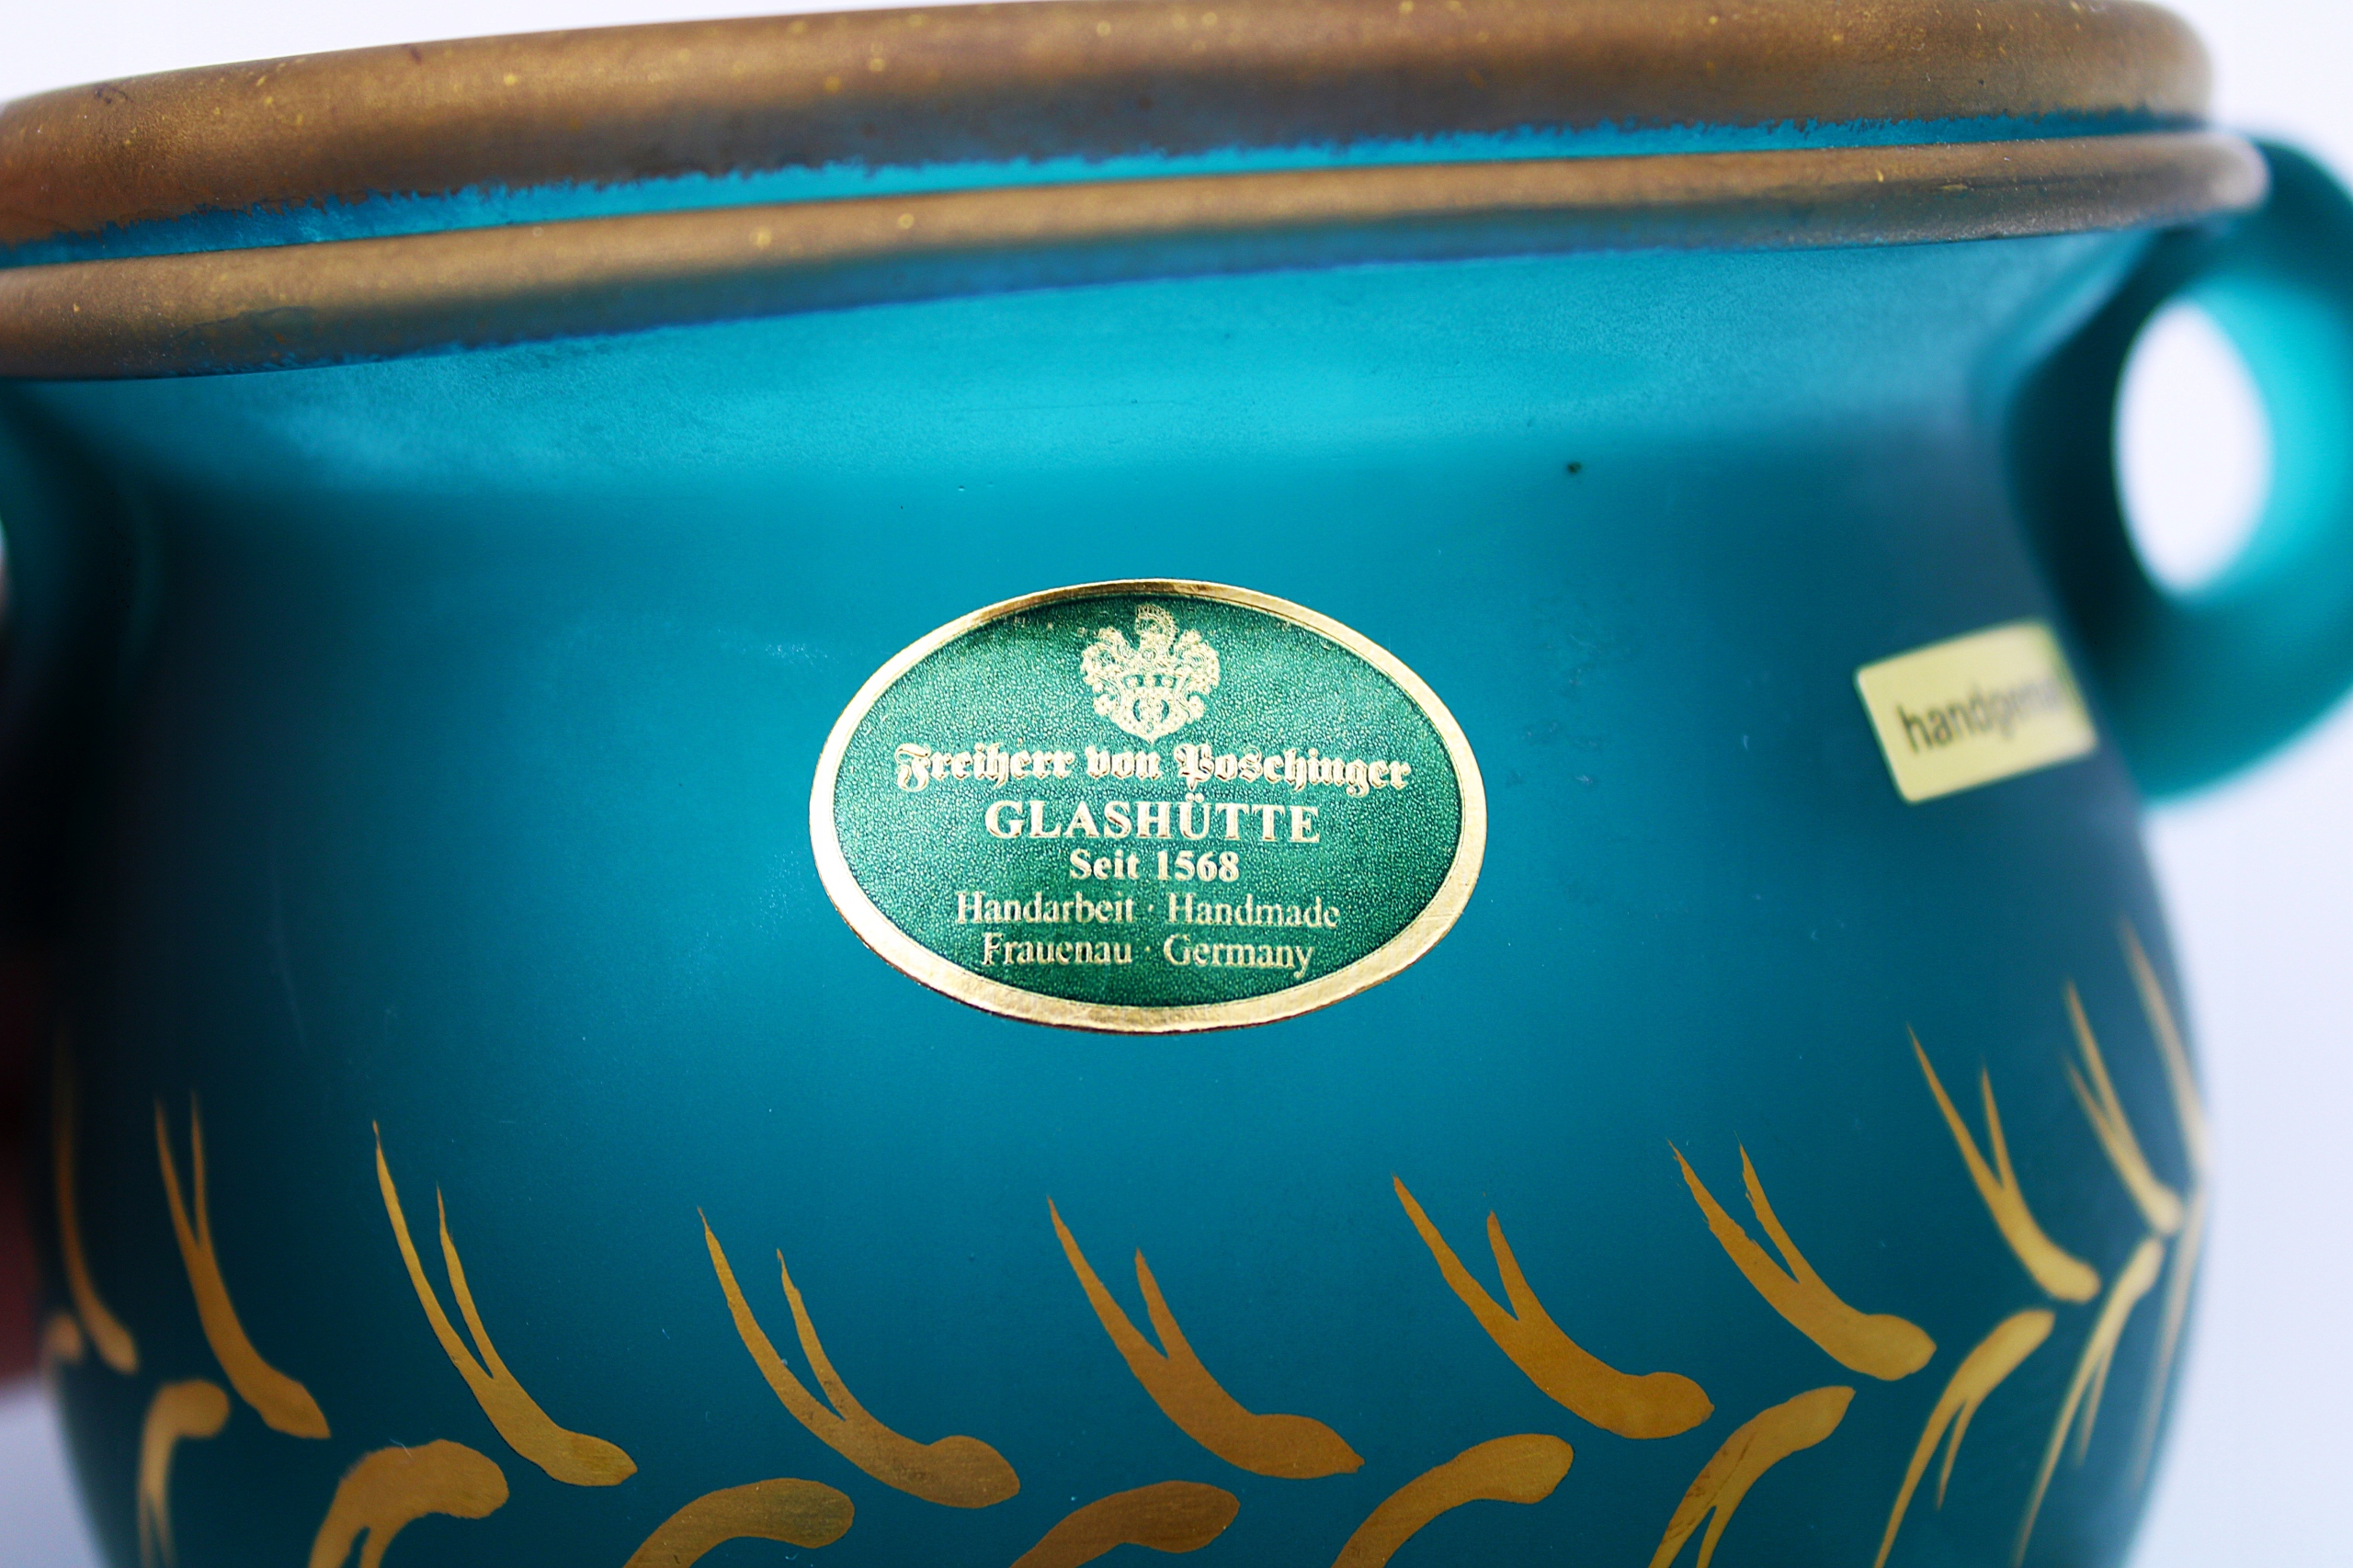 Freiherr von Poschinger
GLASHÜTTE
Seit 1568
Handarbeit · Handmade
Frauenau · Germany